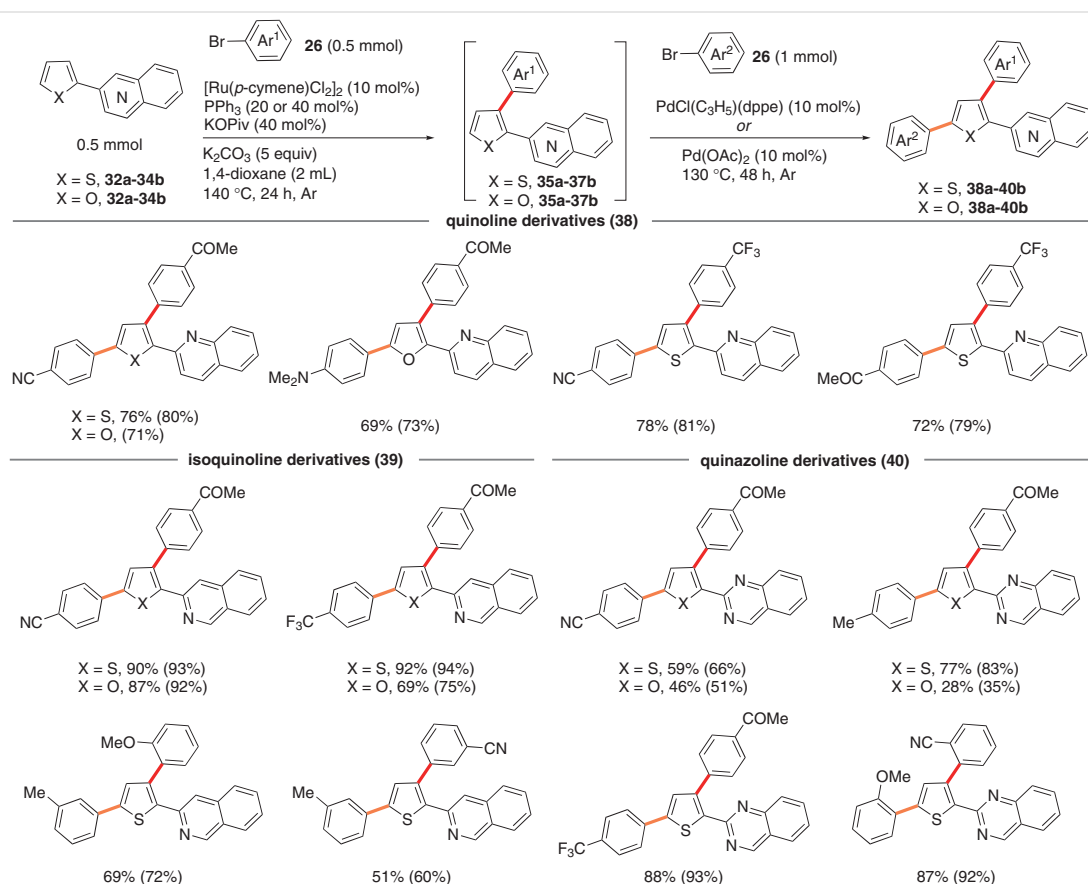 Br Ar1 26 (0.5 mmol)
[Ru(p-cymene)Cl2]2 (10 mol%)
PPh3 (20 or 40 mol%)
KOPiv (40 mol%)
K2CO3 (5 equiv)
1,4-dioxane (2 mL)
140 °C, 24 h, Ar
X N
0.5 mmol
X = S, 32a-34b
X = O, 32a-34b
Ar1
X N
X = S, 35a-37b
X = O, 35a-37b
Br Ar2 26 (1 mmol)
PdCl(C3H5)(dppe) (10 mol%)
or
Pd(OAc)2 (10 mol%)
130 °C, 48 h, Ar
Ar1
Ar2 X N
X = S, 38a-40b
X = O, 38a-40b
quinoline derivatives (38)
COMe
N
X
NC
X = S, 76% (80%)
X = O, (71%)
COMe
N
O
Me2N
69% (73%)
CF3
N
S
NC
78% (81%)
CF3
N
S
MeOC
72% (79%)
isoquinoline derivatives (39)
quinazoline derivatives (40)
COMe
X
NC
N
X = S, 90% (93%)
X = O, 87% (92%)
COMe
X
F3C
N
X = S, 92% (94%)
X = O, 69% (75%)
COMe
N
X
NC
N
X = S, 59% (66%)
X = O, 46% (51%)
COMe
N
X
Me
N
X = S, 77% (83%)
X = O, 28% (35%)
MeO
Me
S
N
69% (72%)
CN
Me
S
N
51% (60%)
COMe
N
S
F3C
N
88% (93%)
NC
OMe
N
S
N
87% (92%)